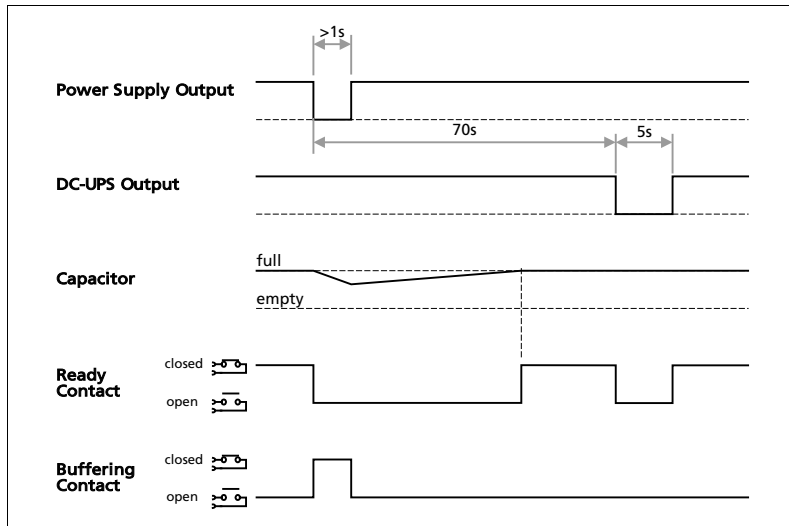 >1s
Power Supply Output
70s
5s
DC-UPS Output
full
Capacitor
empty
closed
Ready
Contact
open
closed
Buffering
Contact
open